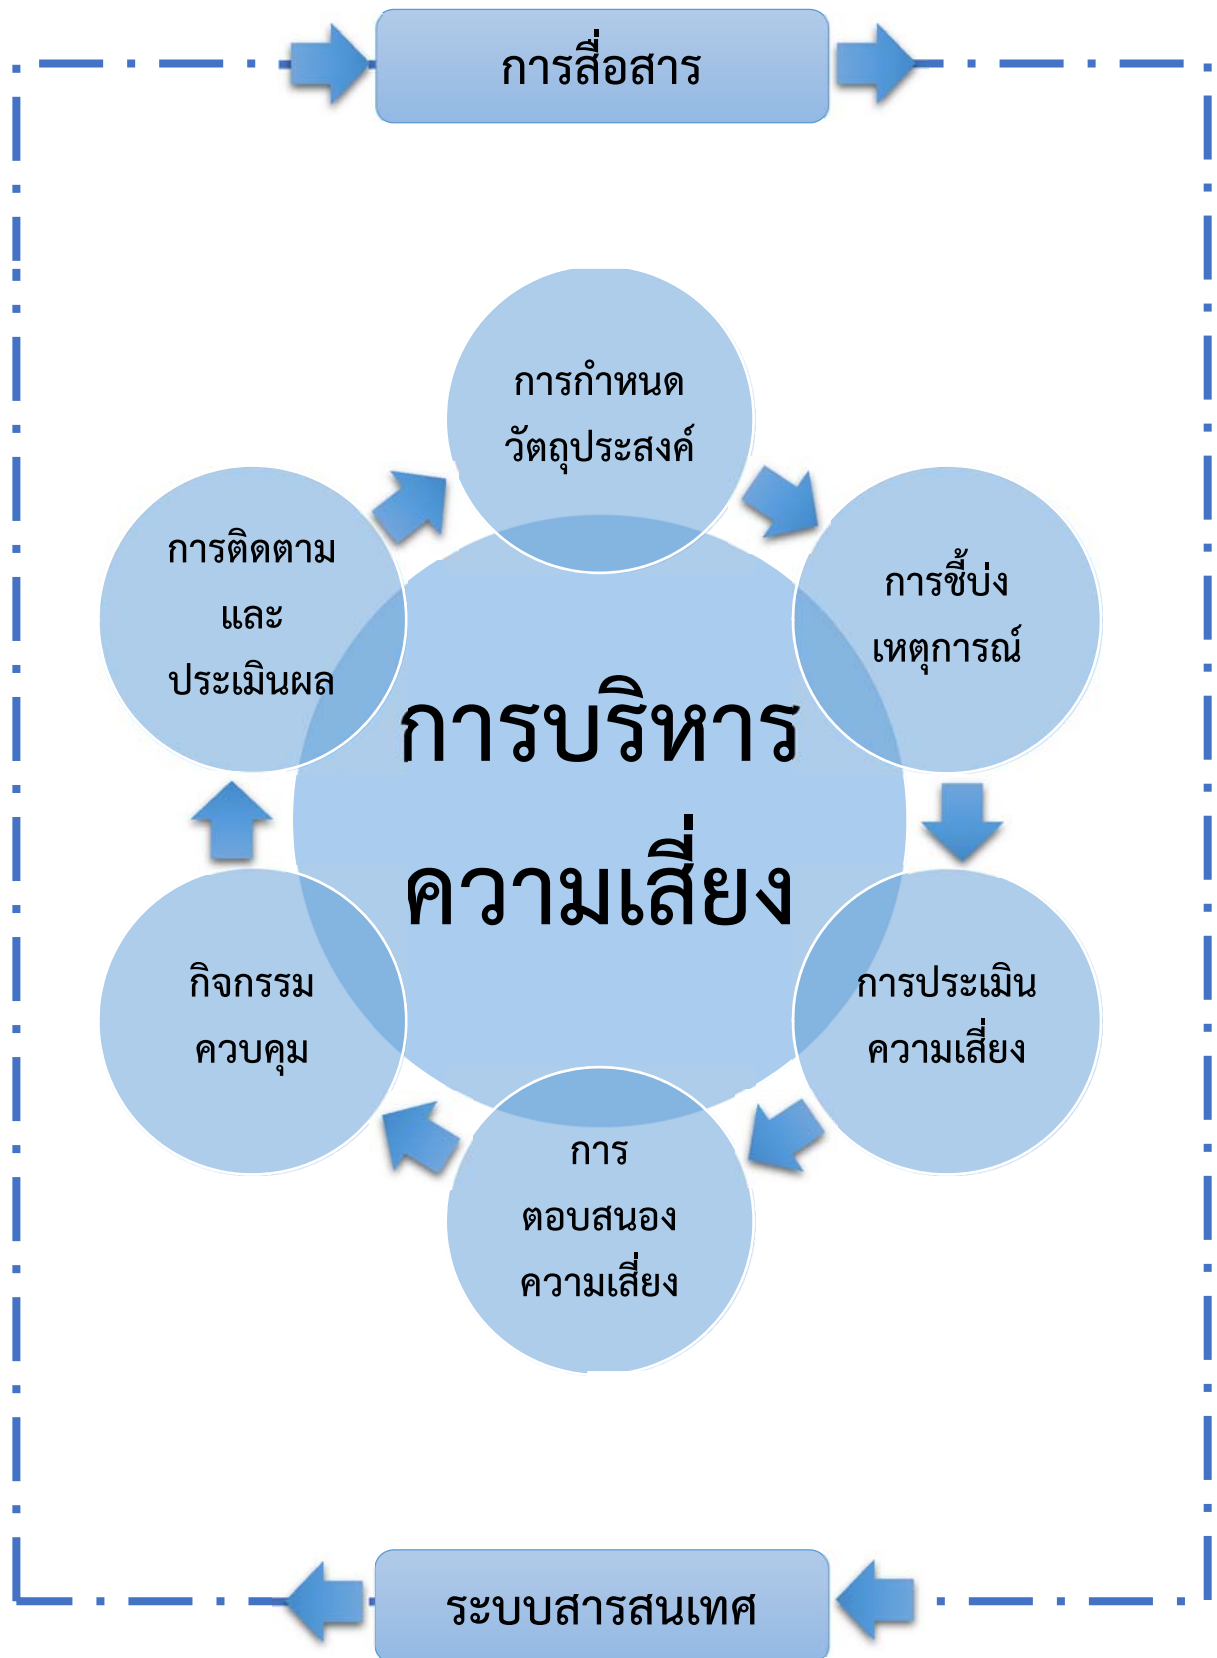 การสื่อสาร
การกำหนด
วัตถุประสงค์
การชี้บ่ง
เหตุการณ์
การประเมิน
ความเสี่ยง
การ
ตอบสนอง
ความเสี่ยง
กิจกรรม
ควบคุม
การติดตาม
และ
ประเมินผล
การบริหาร
ความเสี่ยง
ระบบสารสนเทศ